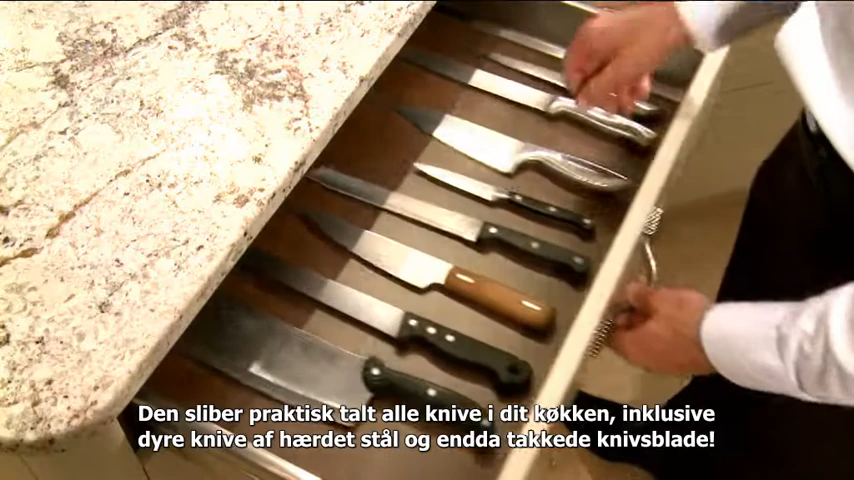 Den sliber praktisk talt alle knive i dit køkken, inklusive
dyre knive af hærdet stål og endda takkede knivsblade!